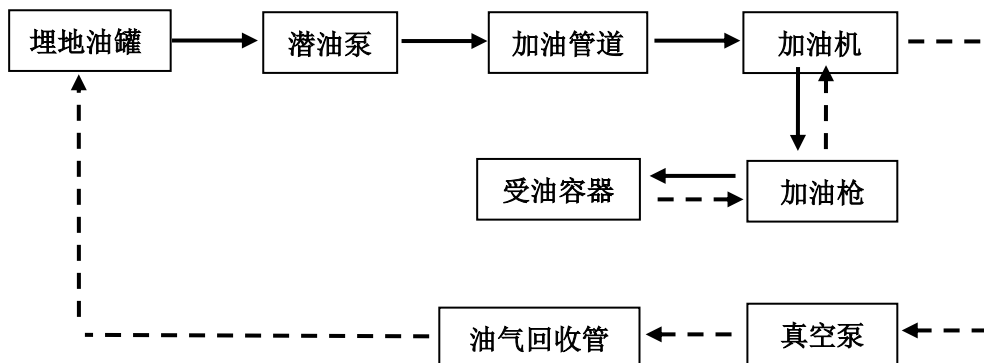 埋地油罐
潜油泵
加油管道
加油机
受油容器
加油枪
油气回收管
真空泵